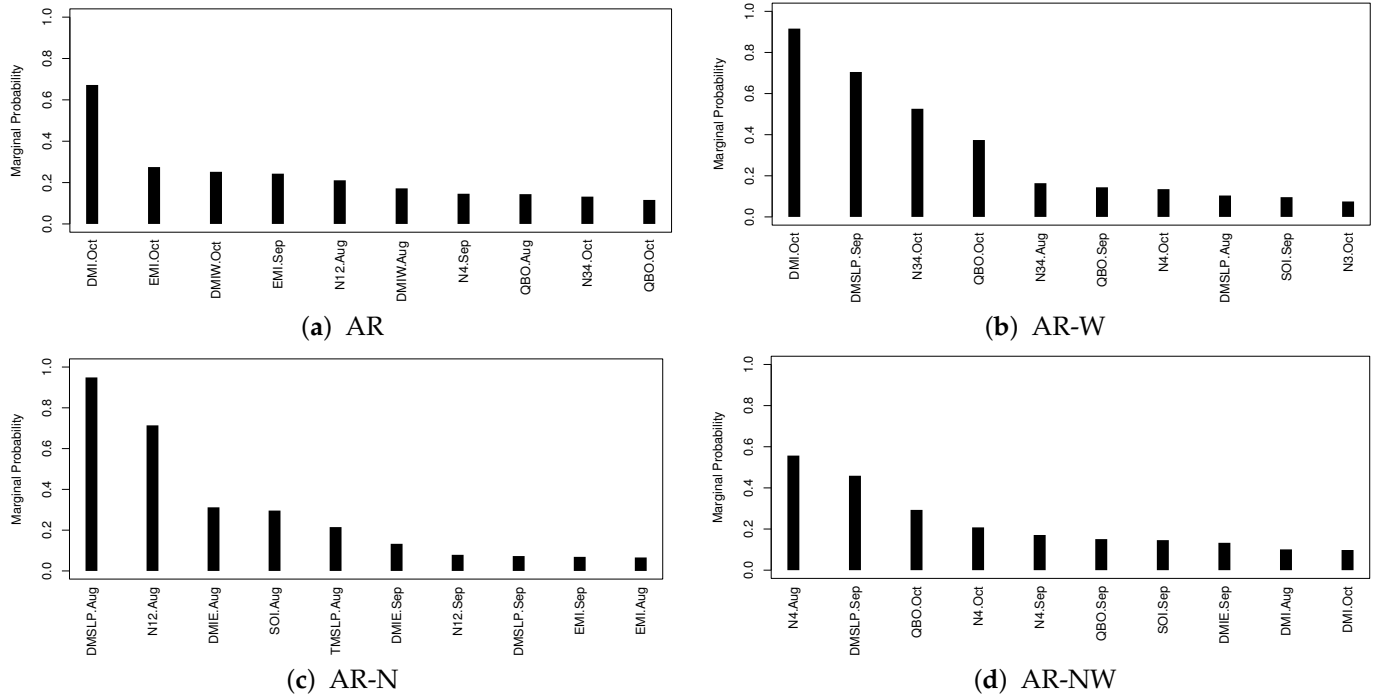 Marginal Probability
0.0 0.2 0.4 0.6 0.8 1.0
DMI.Oct
EMI.Oct
DMIW.Oct
EMI.Sep
N12.Aug
DMIW.Aug
N4.Sep
QBO.Aug
N34.Oct
QBO.Oct
(a) AR
Marginal Probability
0.0 0.2 0.4 0.6 0.8 1.0
DMI.Oct
DMSLP.Sep
N34.Oct
QBO.Oct
N34.Aug
QBO.Sep
N4.Oct
DMSLP.Aug
SOI.Sep
N3.Oct
(b) AR-W
Marginal Probability
0.0 0.2 0.4 0.6 0.8 1.0
DMSLP.Aug
N12.Aug
DMIE.Aug
SOI.Aug
TMSLP.Aug
DMIE.Sep
N12.Sep
DMSLP.Sep
EMI.Sep
EMI.Aug
(c) AR-N
Marginal Probability
0.0 0.2 0.4 0.6 0.8 1.0
N4.Aug
DMSLP.Sep
QBO.Oct
N4.Oct
N4.Sep
QBO.Sep
SOI.Sep
DMIE.Sep
DMI.Aug
DMI.Oct
(d) AR-NW